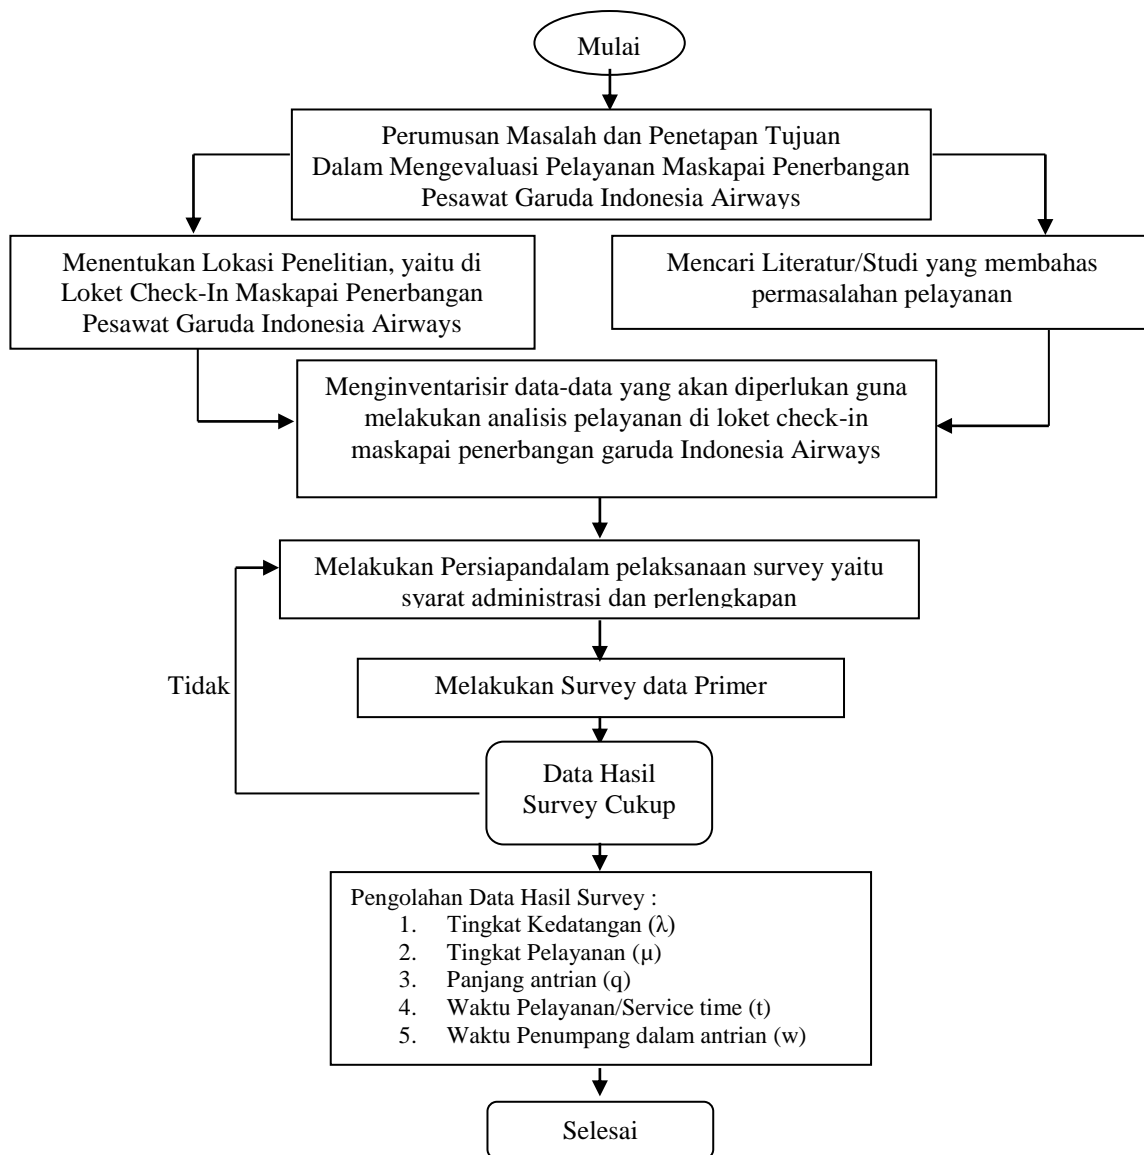 Mulai
Perumusan Masalah dan Penetapan Tujuan
Dalam Mengevaluasi Pelayanan Maskapai Penerbangan
Pesawat Garuda Indonesia Airways
Menentukan Lokasi Penelitian, yaitu di
Loket Check-In Maskapai Penerbangan
Pesawat Garuda Indonesia Airways
Mencari Literatur/Studi yang membahas
permasalahan pelayanan
Menginventarisir data-data yang akan diperlukan guna
melakukan analisis pelayanan di loket check-in
maskapai penerbangan garuda Indonesia Airways
Melakukan Persiapandalam pelaksanaan survey yaitu
syarat administrasi dan perlengkapan
Tidak
Melakukan Survey data Primer
Data Hasil
Survey Cukup
Pengolahan Data Hasil Survey :
1. Tingkat Kedatangan (λ)
2. Tingkat Pelayanan (μ)
3. Panjang antrian (q)
4. Waktu Pelayanan/Service time (t)
5. Waktu Penumpang dalam antrian (w)
Selesai